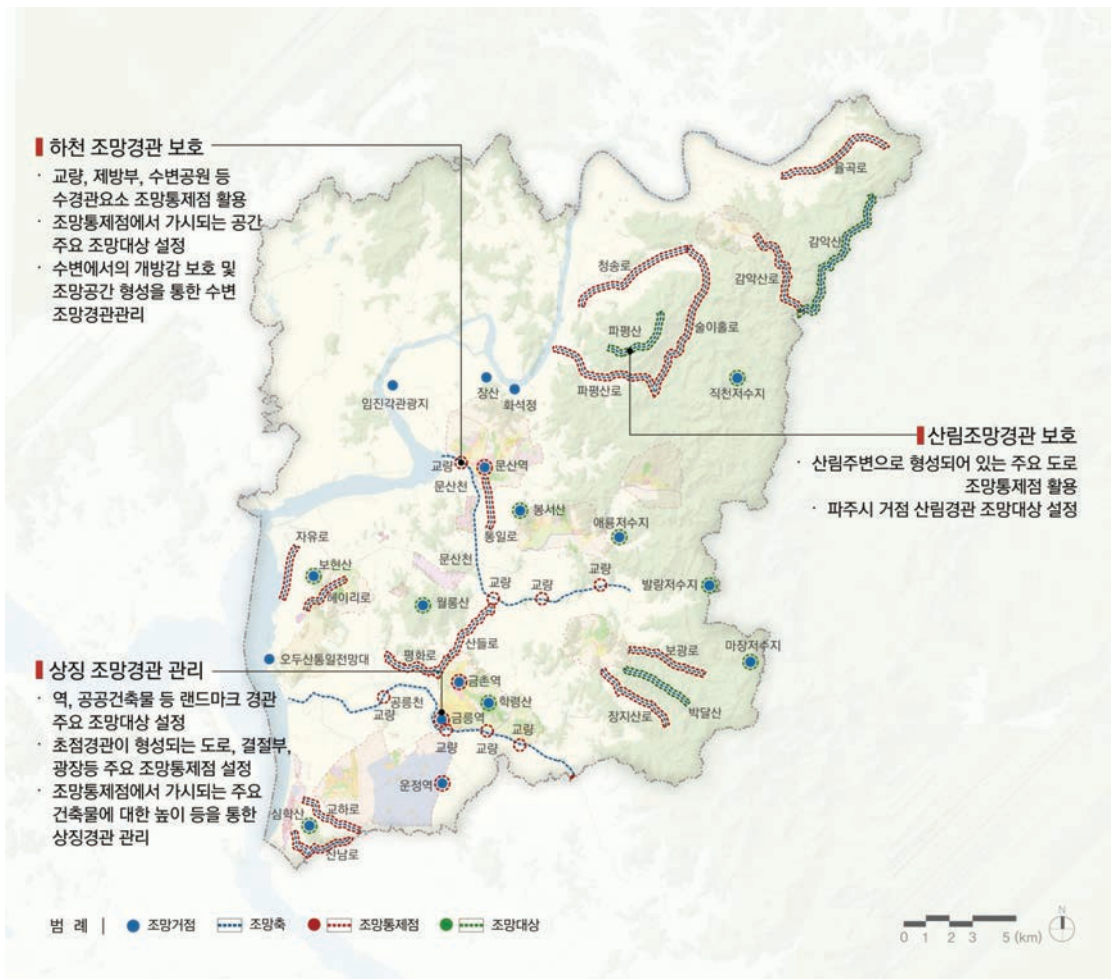 하천 조망경관 보호
· 교량, 제방부, 수변공원 등
수경관요소 조망통제점 활용
· 조망통제점에서 가시되는 공간
주요 조망대상 설정
· 수변에서의 개방감 보호 및
조망공간 형성을 통한 수변
조망경관관리
율곡로
감악산
청송로
감악산로
술이홀로
파평산
파평산로
직천저수지
임진각관광지
장산
화석정
산림조망경관 보호
· 산림주변으로 형성되어 있는 주요 도로
조망통제점 활용
· 파주시 거점 산림경관 조망대상 설정
교량
문산역
문산천
봉서산
애룡저수지
통일로
자유로
문산천
보현산
헤이리로
교량
교량
교량
발랑저수지
월롱산
산들로
평화로
보광로
마장저수지
오두산통일전망대
상징 조망경관 관리
· 역, 공공건축물 등 랜드마크 경관
주요 조망대상 설정
· 초점경관이 형성되는 도로, 결절부,
광장등 주요 조망통제점 설정
· 조망통제점에서 가시되는 주요
건축물에 대한 높이 등을 통한
상징경관 관리
금촌역
공릉천
교량
학령산
금릉역
박달산
장지산로
교량
교량
교량
운정역
교하로
심학산
산남로
범 례 | 조망거점 조망축 조망통제점 조망대상
0 1 2 3 5 (km)
N